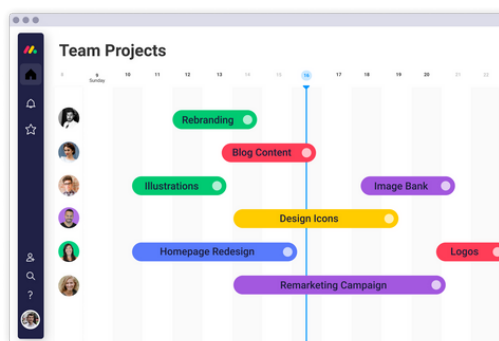 Team Projects
8 9 10 11 12 13 14 15 16 17 18 19 20 21 22
Sunday
Rebranding
Blog Content
Illustrations Image Bank
Design Icons
Homepage Redesign Logos
Remarketing Campaign
?